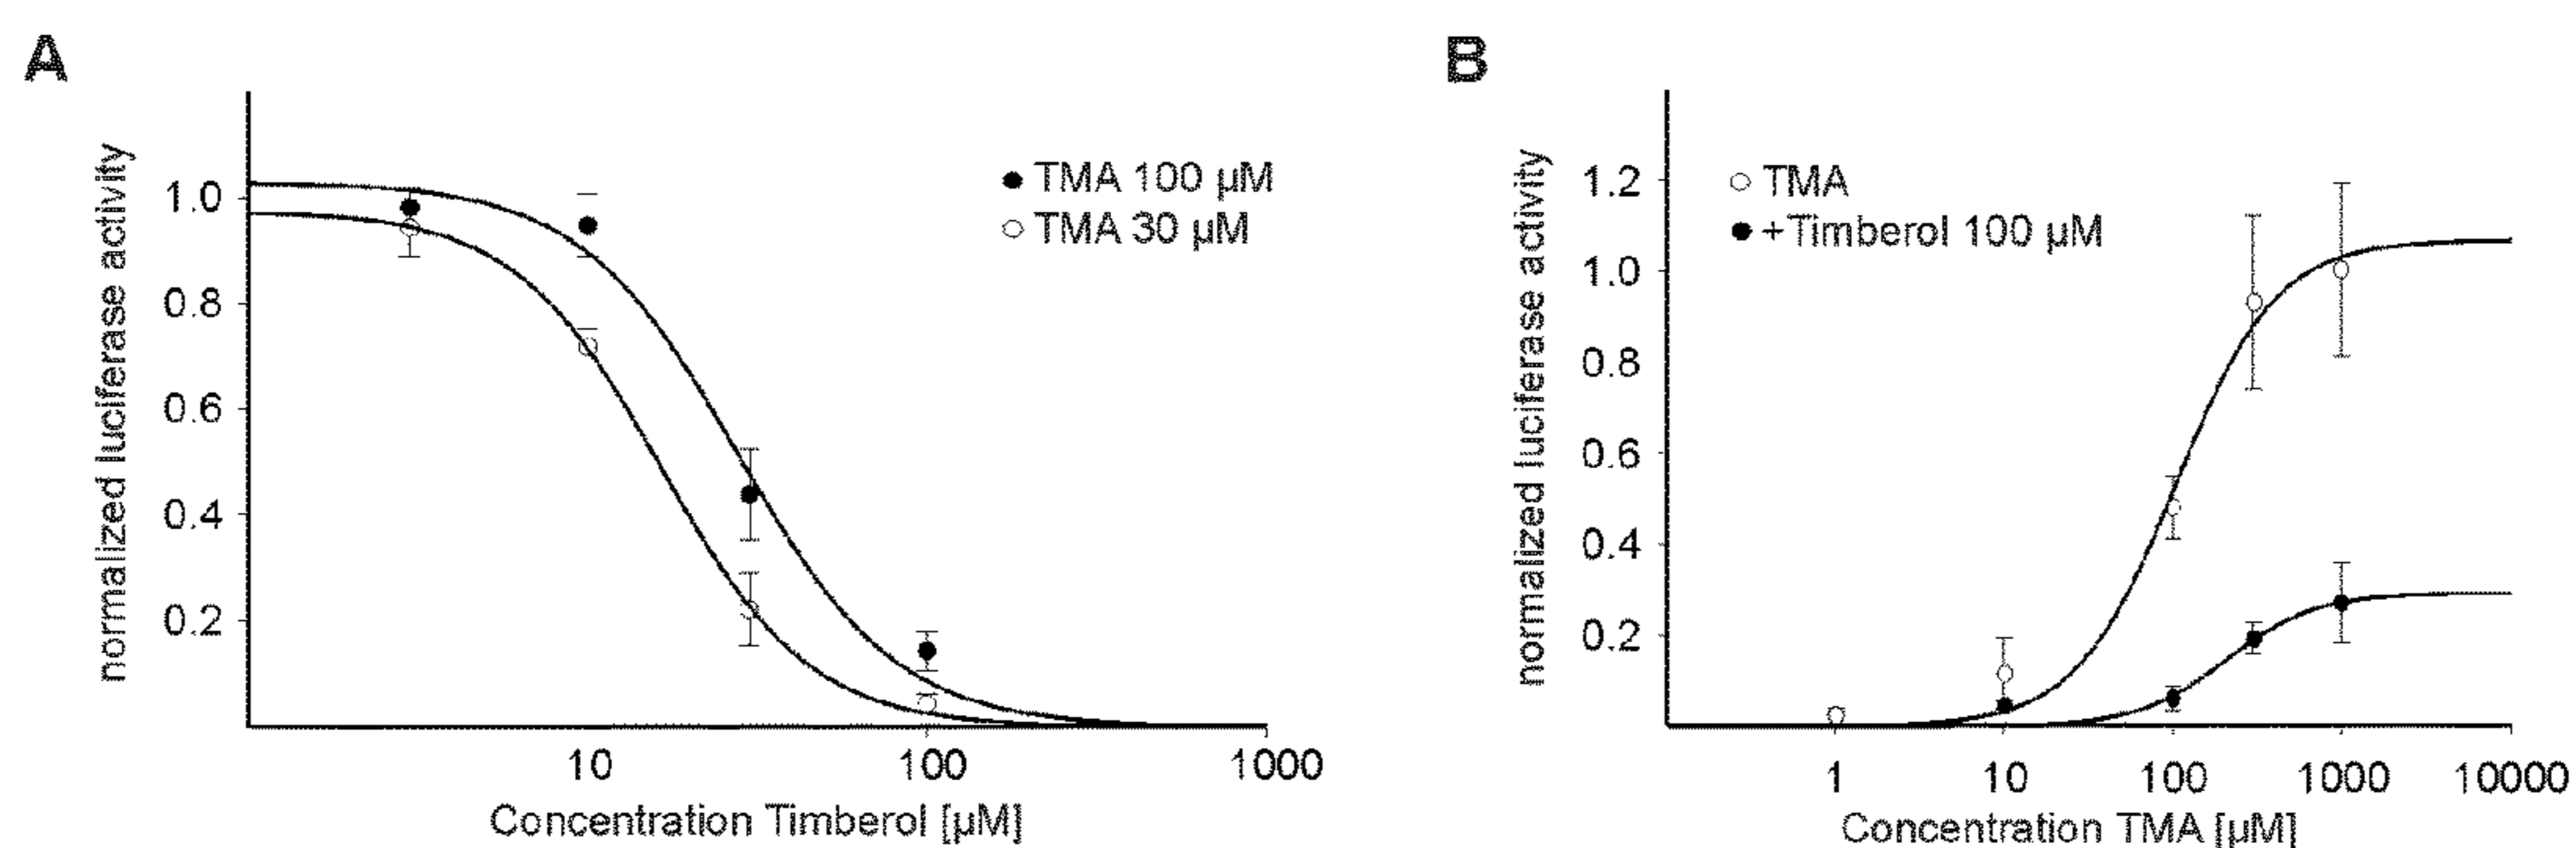 A
normalized luciferase activity
1.0
0.8
0.6
0.4
0.2
TMA 100 µM
TMA 30 µM
10
100
1000
Concentration Timberol [µM]
B
normalized luciferase activity
1.2
1.0
0.8
0.6
0.4
0.2
TMA
+Timberol 100 µM
1
10
100
1000
10000
Concentration TMA [µM]